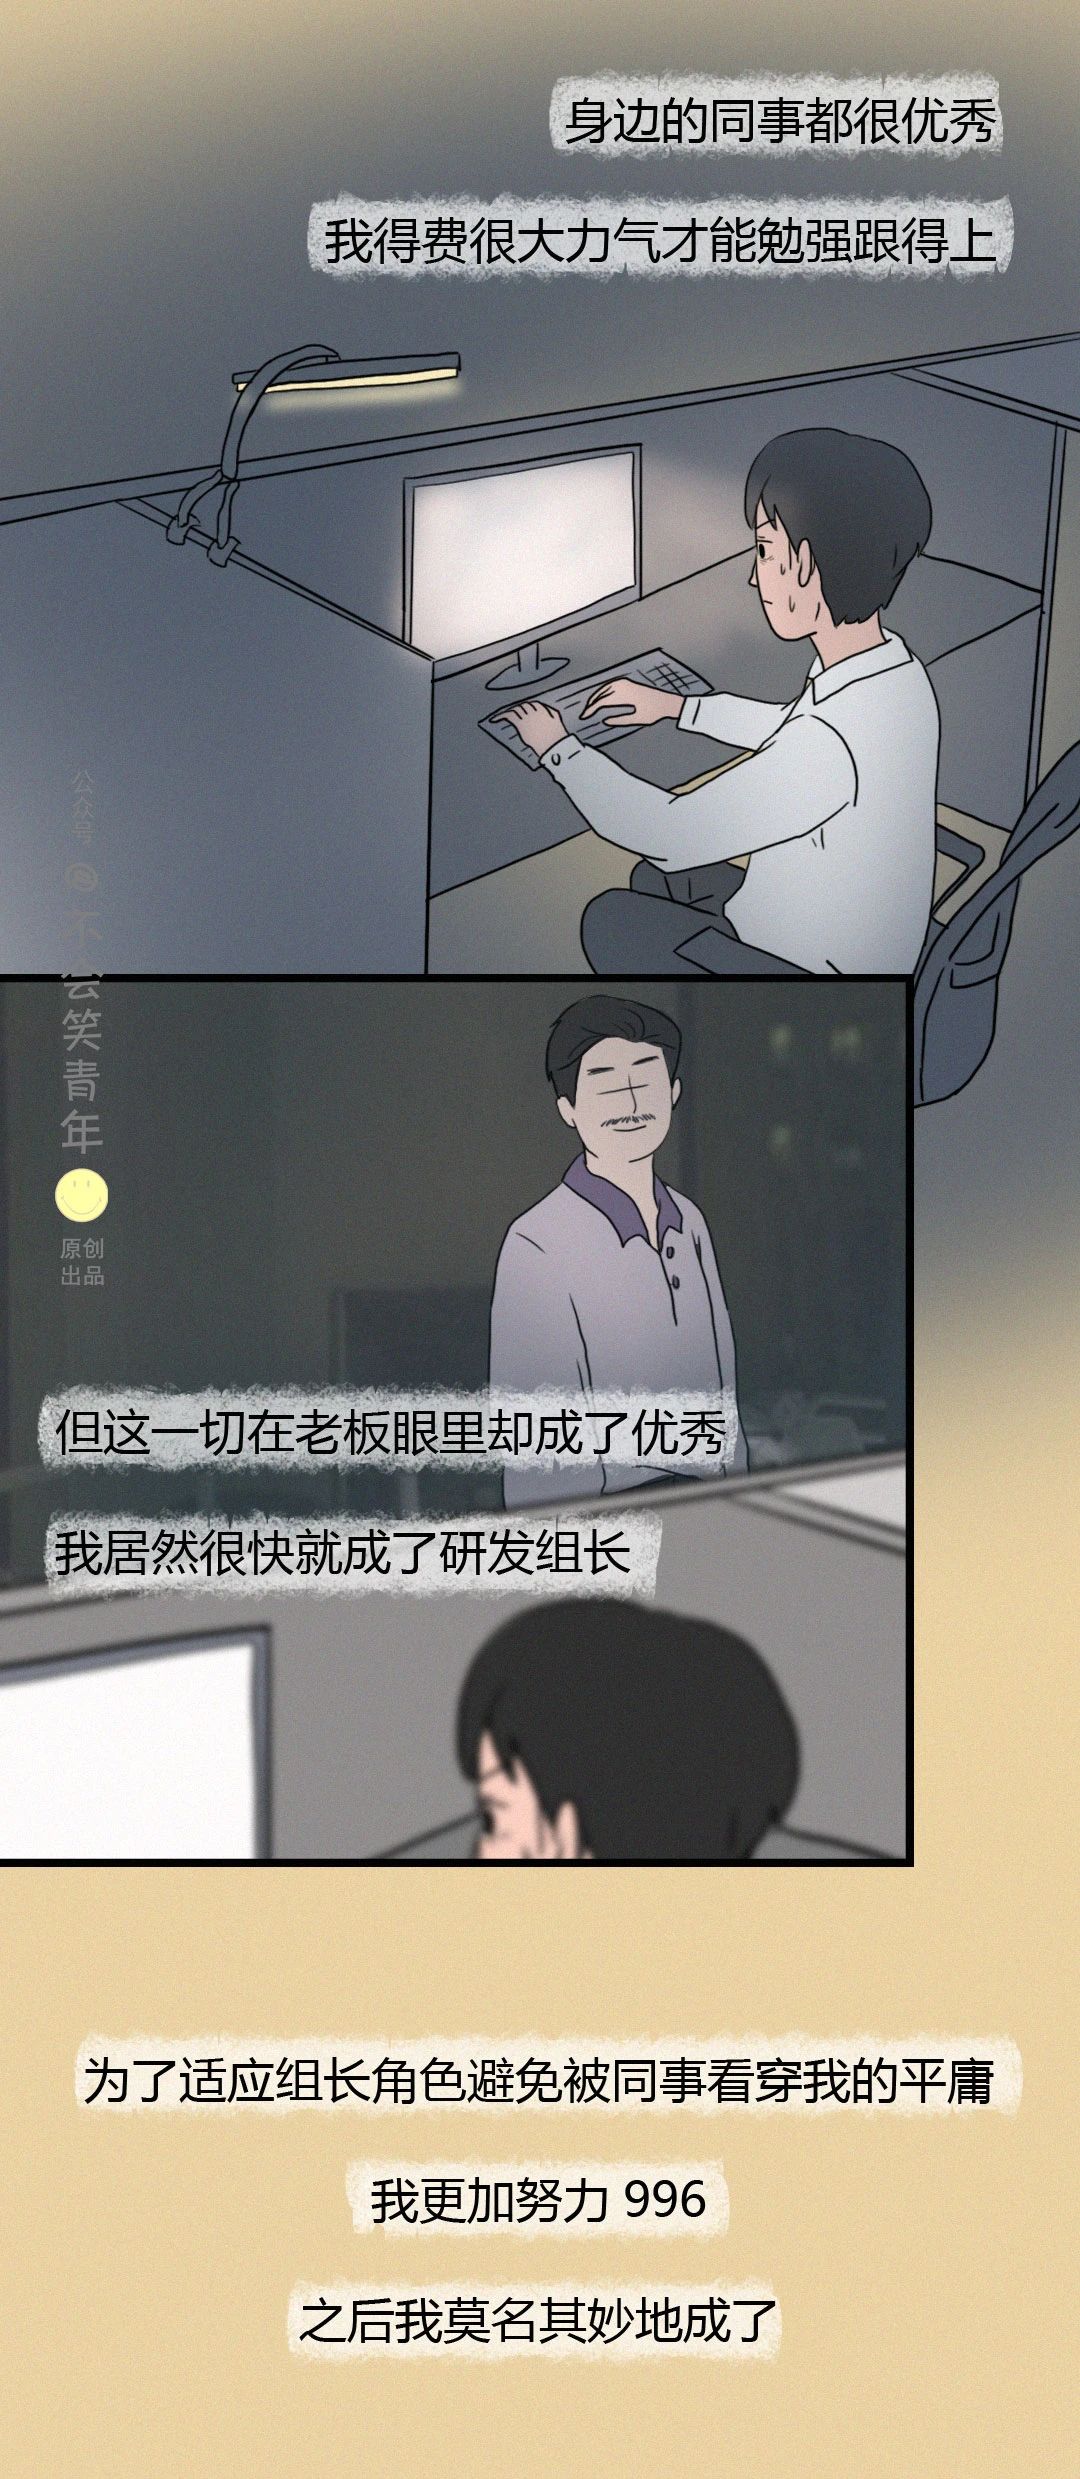 身边的同事都很优秀
我得费很大力气才能勉强跟得上
公众号
不会笑青年
原创
出品
但这一切在老板眼里却成了优秀
我居然很快就成了研发组长
为了适应组长角色避免被同事看穿我的平庸
我更加努力 996
之后我莫名其妙地成了